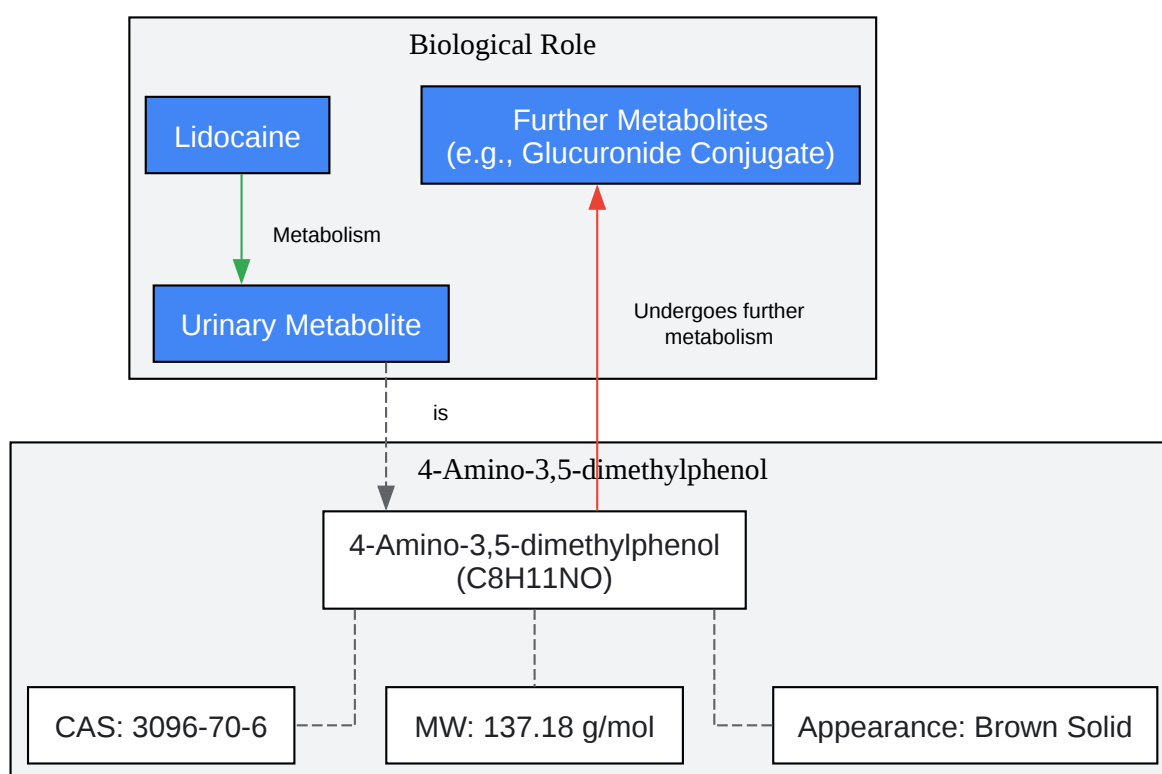 Biological Role
Lidocaine
Further Metabolites
(e.g., Glucuronide Conjugate)
Metabolism
Urinary Metabolite
Undergoes further
metabolism
is
4-Amino-3,5-dimethylphenol
4-Amino-3,5-dimethylphenol
(C8H11NO)
CAS: 3096-70-6
MW: 137.18 g/mol
Appearance: Brown Solid